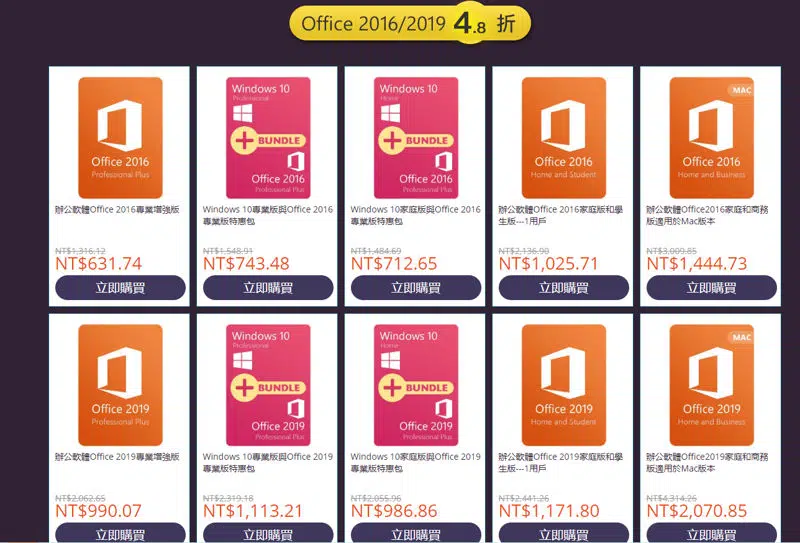 Office 2016/2019 4.8 折
Office 2016
Professional Plus
辦公軟體Office 2016專業增強版
NT$1,316.12
NT$631.74
立即購買
Windows 10
Professional
BUNDLE
Office 2016
Professional Plus
Windows 10專業版與Office 2016
專業版特惠包
NT$1,548.91
NT$743.48
立即購買
Windows 10
Home
BUNDLE
Office 2016
Professional Plus
Windows 10家庭版與Office 2016
專業版特惠包
NT$1,484.69
NT$712.65
立即購買
Office 2016
Home and Student
辦公軟體Office 2016家庭版和學
生版---1用戶
NT$2,136.90
NT$1,025.71
立即購買
MAC
Office 2016
Home and Business
辦公軟體Office2016家庭和商務
版適用於Mac版本
NT$3,009.85
NT$1,444.73
立即購買
Office 2019
Professional Plus
辦公軟體Office 2019專業增強版
NT$2,062.65
NT$990.07
立即購買
Windows 10
Professional
BUNDLE
Office 2019
Professional Plus
Windows 10專業版與Office 2019
專業版特惠包
NT$2,319.18
NT$1,113.21
立即購買
Windows 10
Home
BUNDLE
Office 2019
Professional Plus
Windows 10家庭版與Office 2019
專業版特惠包
NT$2,055.96
NT$986.86
立即購買
Office 2019
Home and Student
辦公軟體Office 2019家庭版和學
生版---1用戶
NT$2,441.26
NT$1,171.80
立即購買
MAC
Office 2019
Home and Business
辦公軟體Office2019家庭和商務
版適用於Mac版本
NT$4,314.26
NT$2,070.85
立即購買